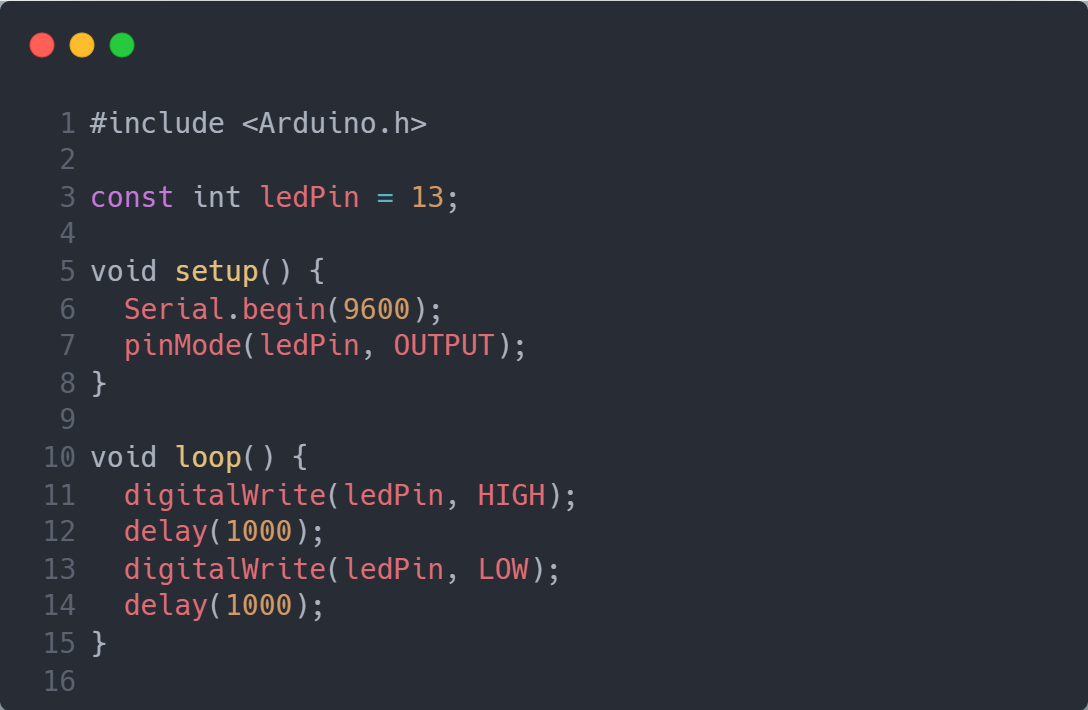 1 #include <Arduino.h>
2
3 const int ledPin = 13;
4
5 void setup() {
6   Serial.begin(9600);
7   pinMode(ledPin, OUTPUT);
8 }
9
10 void loop() {
11   digitalWrite(ledPin, HIGH);
12   delay(1000);
13   digitalWrite(ledPin, LOW);
14   delay(1000);
15 }
16